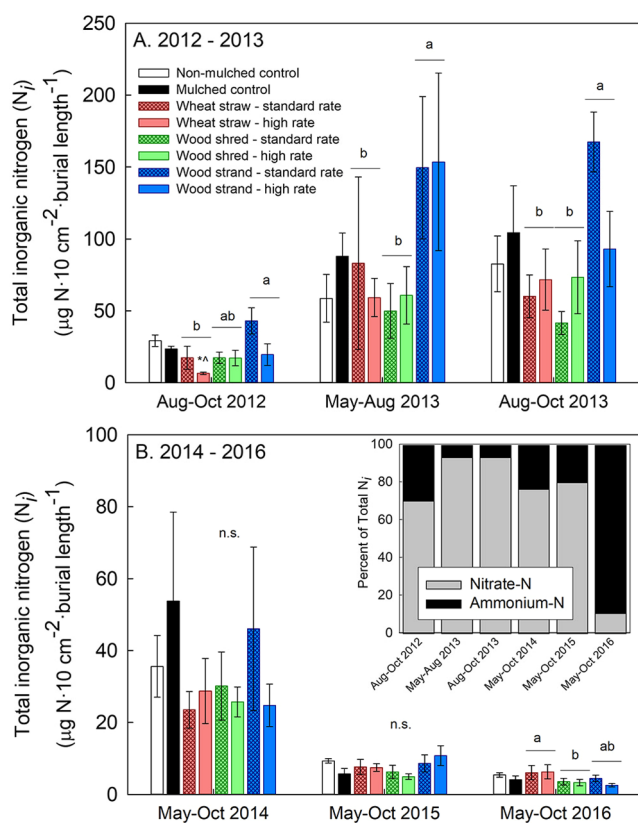 A. 2012 - 2013
Total inorganic nitrogen (Ni)
(µg N·10 cm⁻²·burial length⁻¹)
250
200
150
100
50
0
Non-mulched control
Mulched control
Wheat straw - standard rate
Wheat straw - high rate
Wood shred - standard rate
Wood shred - high rate
Wood strand - standard rate
Wood strand - high rate
b
*^
ab
a
b
b
a
b
b
a
Aug-Oct 2012
May-Aug 2013
Aug-Oct 2013
B. 2014 - 2016
Total inorganic nitrogen (Ni)
(µg N·10 cm⁻²·burial length⁻¹)
100
80
60
40
20
0
n.s.
n.s.
a
b
ab
May-Oct 2014
May-Oct 2015
May-Oct 2016
Percent of Total Ni
100
80
60
40
20
0
Nitrate-N
Ammonium-N
Aug-Oct 2012
May-Aug 2013
Aug-Oct 2013
May-Oct 2014
May-Oct 2015
May-Oct 2016